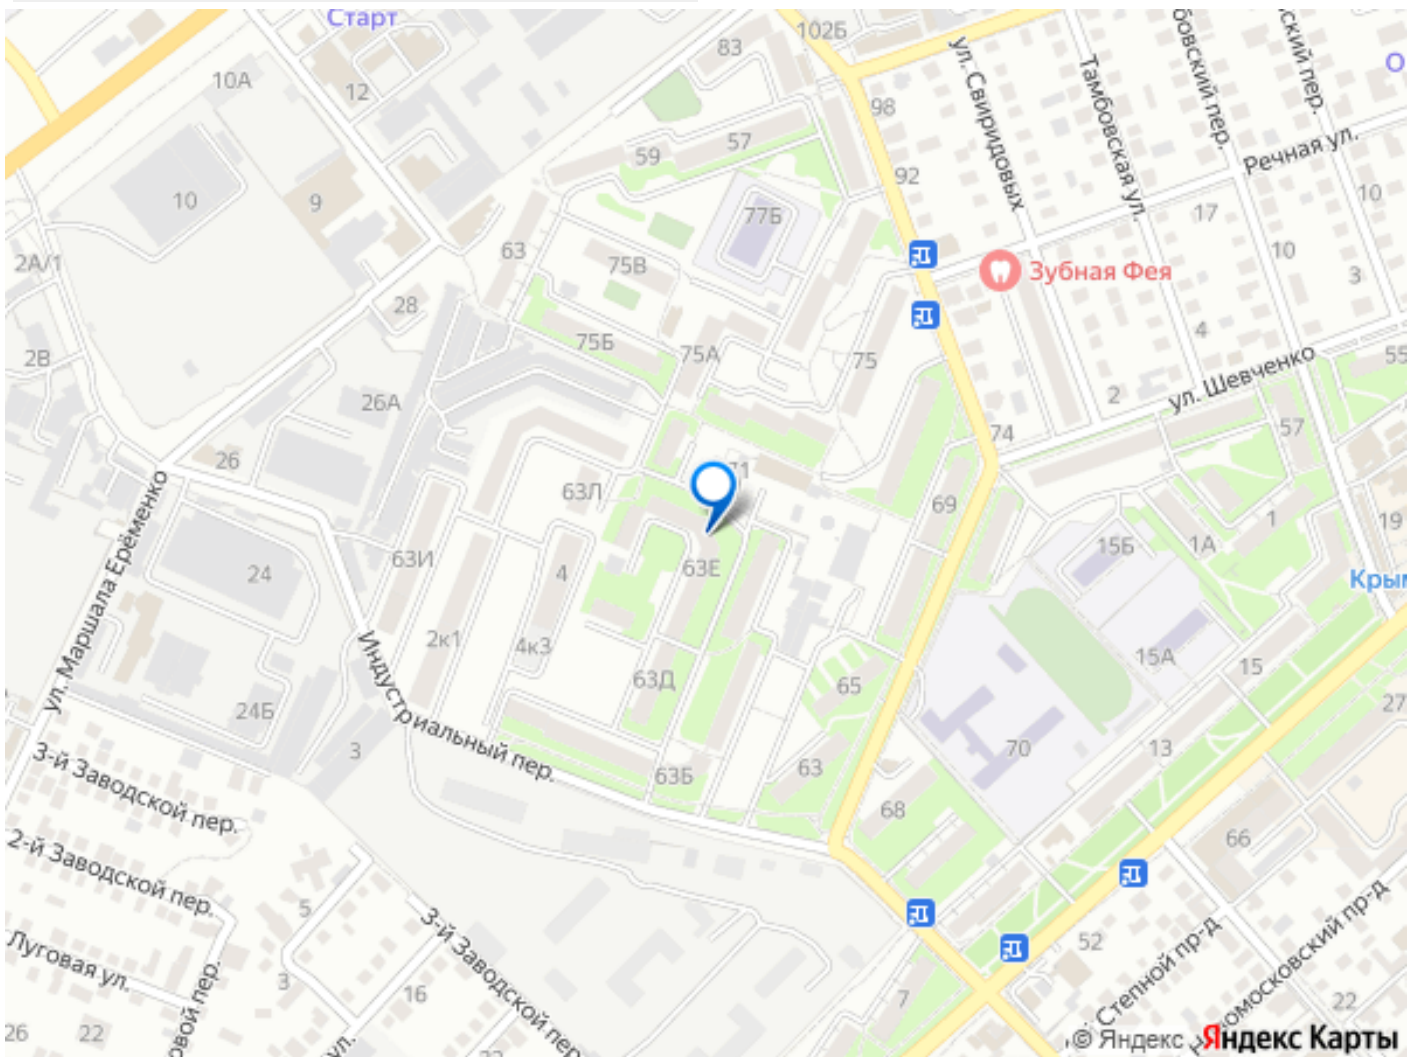 Старт
102Б
83
10А
12
98
ул. Свиридовых
Тамбовская ул.
бовский пер.
ский пер.
О
57
59
92
Речная ул.
10
9
77Б
17
10
63
2А/1
75В
Зубная Фея
10
3
28
4
2В
75Б
75А
75
ул. Шевченко
55
26А
2
57
74
26
71
63Л
69
1
19
ул. Маршала Ерёменко
63И
24
4
63Е
15Б
1А
Крым
2к1
4к3
15А
15
63Д
65
Индустриальный пер.
24Б
3
27
70
13
63Б
63
3-й Заводской пер.
68
66
2-й Заводской пер.
5
3-й Заводской пер.
52
Степной пр-д
Луговая ул.
3
16
7
22
26
22
овой пер.
ул.
22
© Яндекс
Яндекс Карты